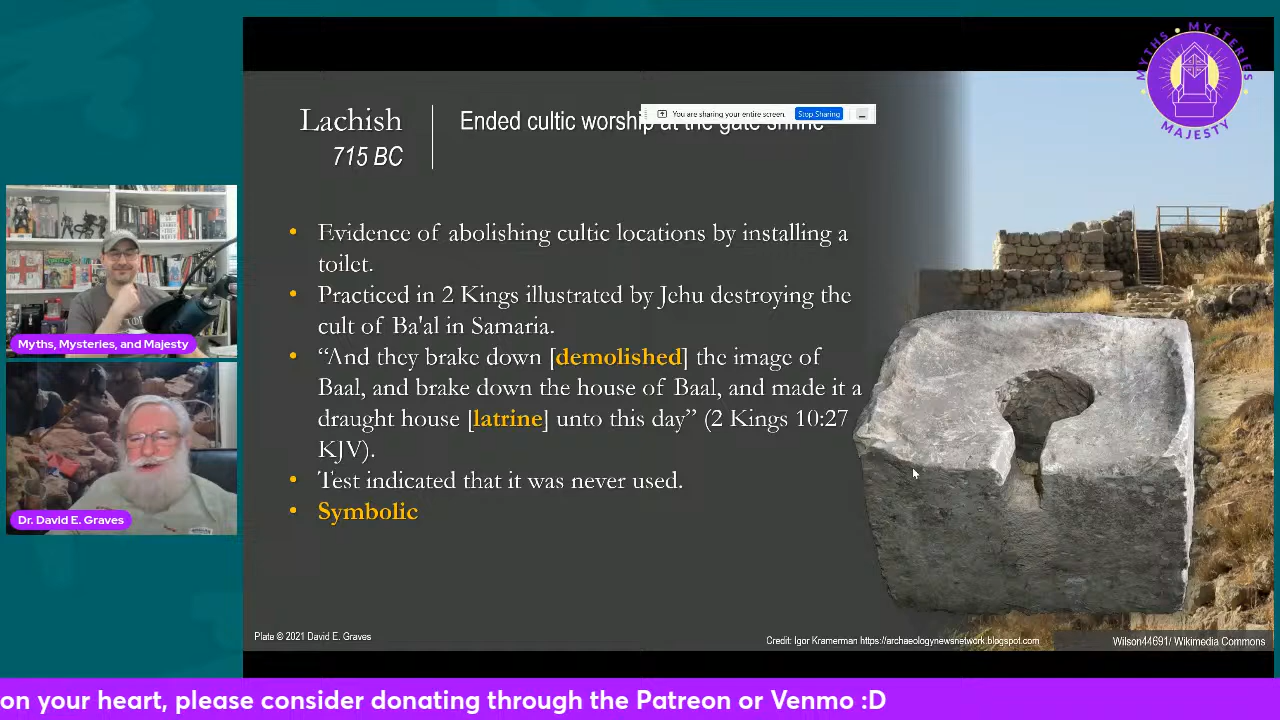 MYTHS, MYSTERIES
MAJESTY
Lachish
715 BC
Ended cultic worship at the gate shrine
You are sharing your entire screen.
Stop Sharing
• Evidence of abolishing cultic locations by installing a
toilet.
• Practiced in 2 Kings illustrated by Jehu destroying the
cult of Ba'al in Samaria.
• “And they brake down [demolished] the image of
Baal, and brake down the house of Baal, and made it a
draught house [latrine] unto this day” (2 Kings 10:27
KJV).
• Test indicated that it was never used.
• Symbolic
Myths, Mysteries, and Majesty
Dr. David E. Graves
Plate © 2021 David E. Graves
Credit: Igor Kramerman https://archaeologynewsnetwork.blogspot.com
Wilson44691/ Wikimedia Commons
on your heart, please consider donating through the Patreon or Venmo :D